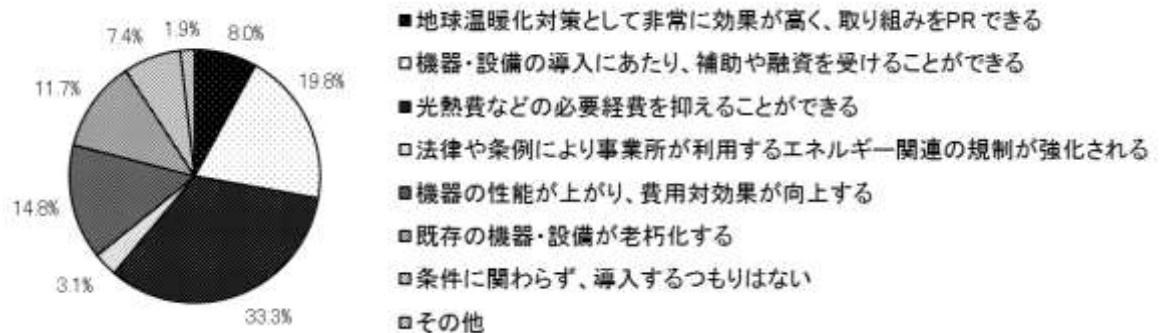 8.0%
19.8%
33.3%
3.1%
14.8%
11.7%
7.4%
1.9%
■地球温暖化対策として非常に効果が高く、取り組みをPRできる
□機器・設備の導入にあたり、補助や融資を受けることができる
■光熱費などの必要経費を抑えることができる
□法律や条例により事業所が利用するエネルギー関連の規制が強化される
■機器の性能が上がり、費用対効果が向上する
□既存の機器・設備が老朽化する
□条件に関わらず、導入するつもりはない
□その他